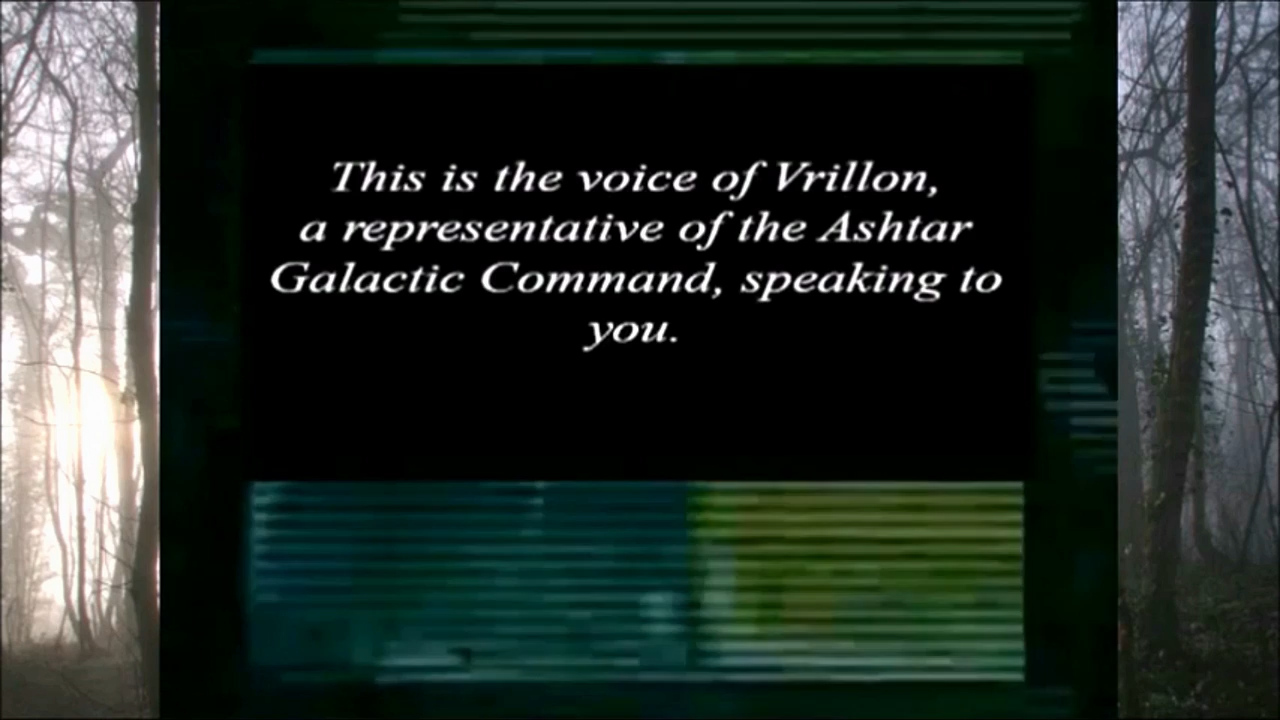 This is the voice of Vrillon,
a representative of the Ashtar
Galactic Command, speaking to
you.